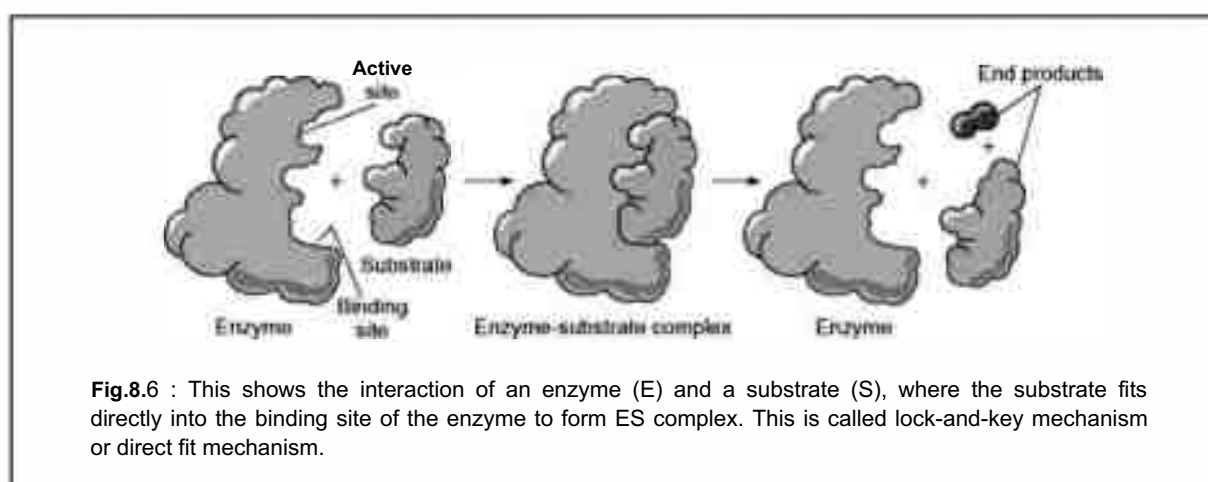 Active
site
End products
+
+
+
Substrate
Binding
site
Enzyme
Enzyme-substrate complex
Enzyme
Fig.8.6 : This shows the interaction of an enzyme (E) and a substrate (S), where the substrate fits
directly into the binding site of the enzyme to form ES complex. This is called lock-and-key mechanism
or direct fit mechanism.